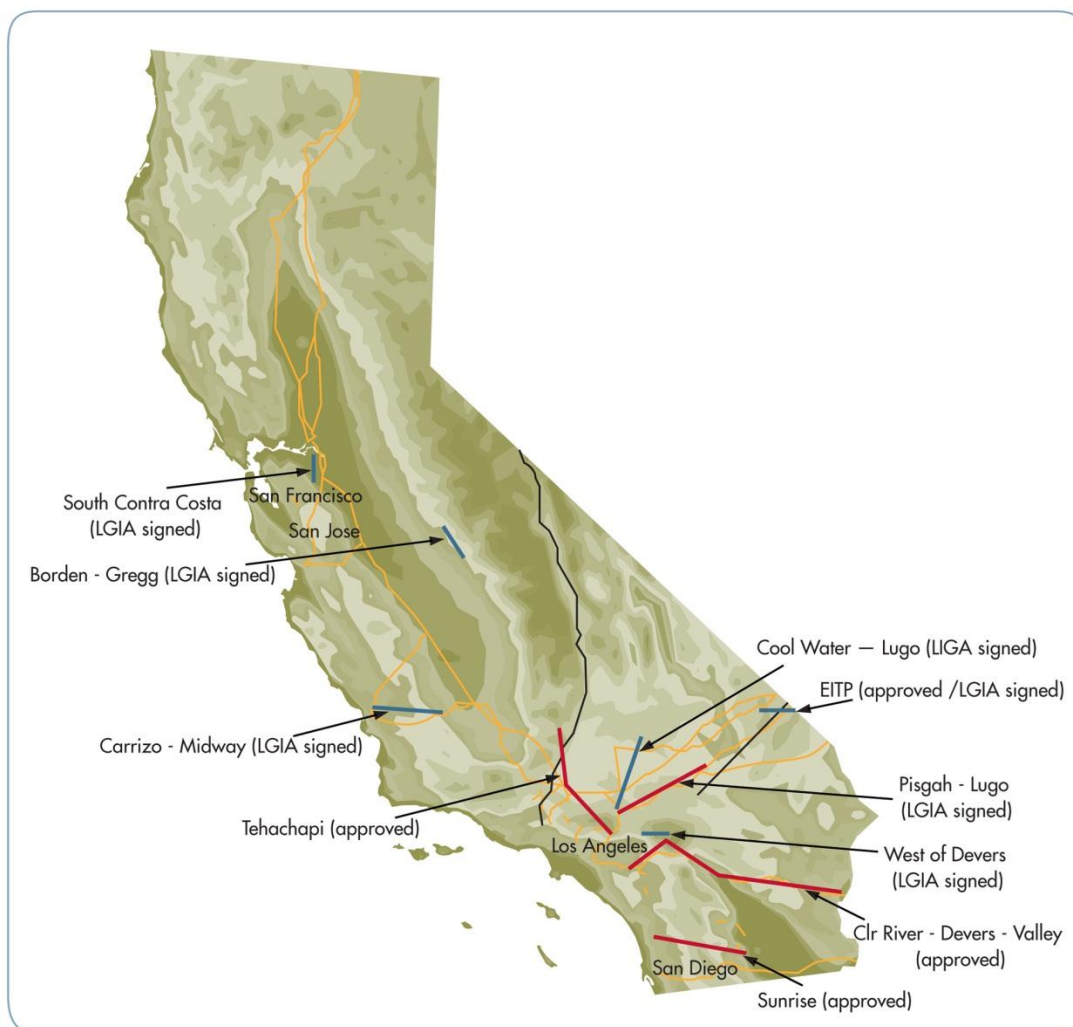 South Contra Costa
(LGIA signed)
San Francisco
San Jose
Borden - Gregg (LGIA signed)
Cool Water — Lugo (LIGA signed)
EITP (approved /LGIA signed)
Carrizo - Midway (LGIA signed)
Pisgah - Lugo
(LGIA signed)
Tehachapi (approved)
Los Angeles
West of Devers
(LGIA signed)
Clr River - Devers - Valley
(approved)
San Diego
Sunrise (approved)